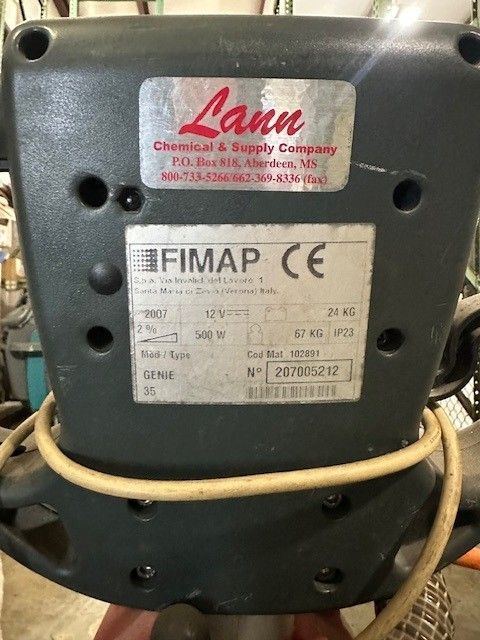 Lann
Chemical & Supply Company
P.O. Box 818, Aberdeen, MS
800-733-5266/662-369-8336 (fax)
FIMAP CE
S.p.a. Via Invalidi del Lavoro, 1
Santa Maria di Zevio (Verona) Italy.
2007 12 V 24 KG
2 % 500 W 67 KG IP23
Mod / Type Cod Mat 102891
GENIE N° 207005212
35